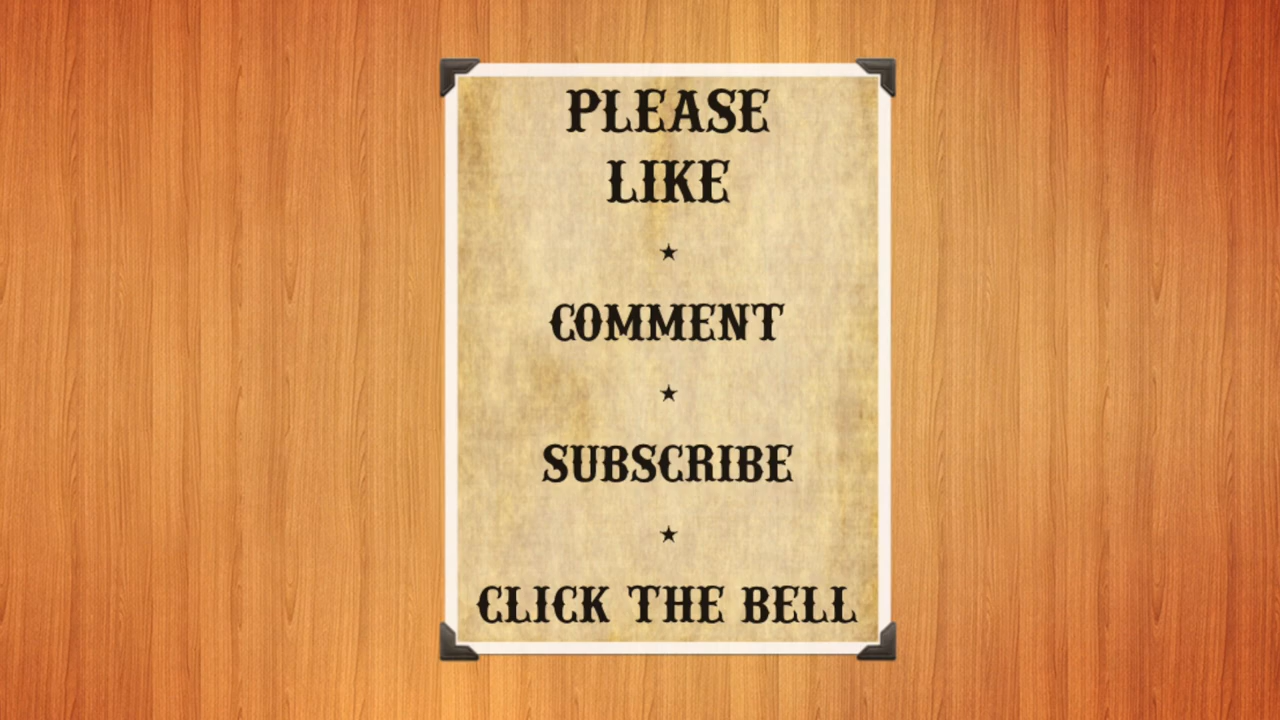 PLEASE
LIKE
★
COMMENT
★
SUBSCRIBE
★
CLICK THE BELL